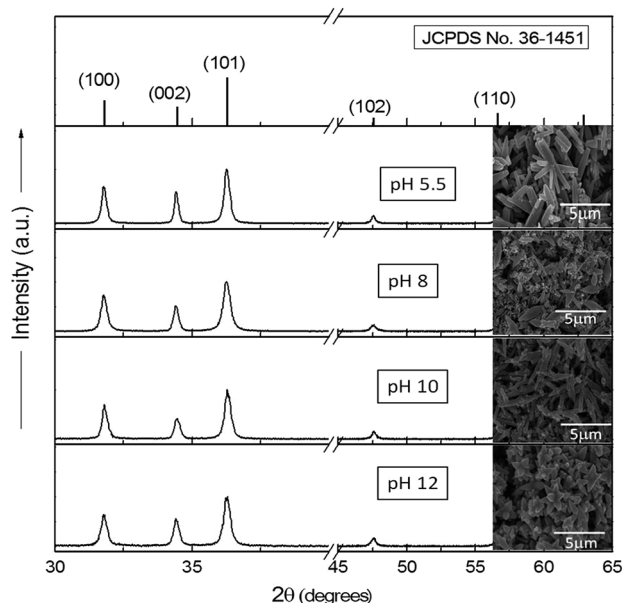 JCPDS No. 36-1451
(100)
(002)
(101)
(102)
(110)
pH 5.5
5μm
pH 8
5μm
pH 10
5μm
pH 12
5μm
Intensity (a.u.)
30 35 40 45 50 55 60 65
2θ (degrees)